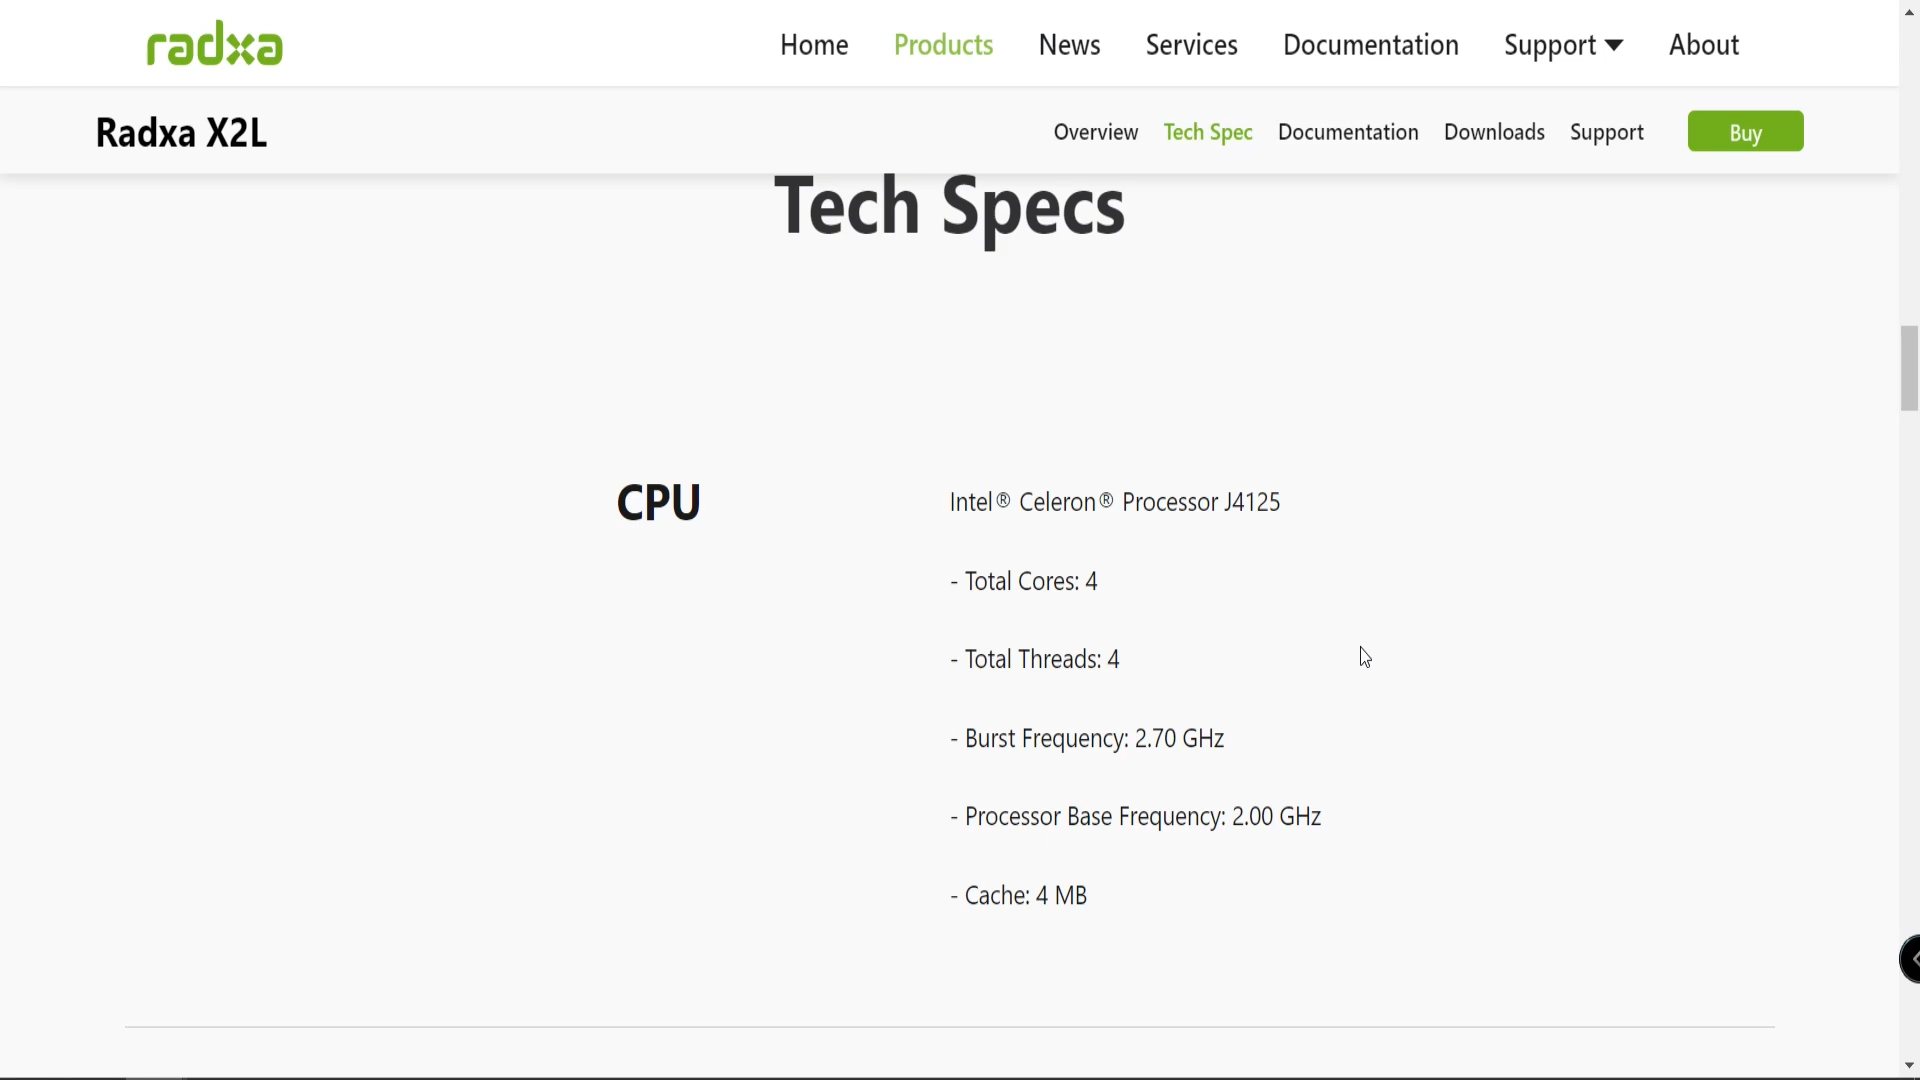 radxa
Home Products News Services Documentation Support About
Radxa X2L
Overview Tech Spec Documentation Downloads Support Buy
Tech Specs
CPU
Intel® Celeron® Processor J4125
- Total Cores: 4
- Total Threads: 4
- Burst Frequency: 2.70 GHz
- Processor Base Frequency: 2.00 GHz
- Cache: 4 MB